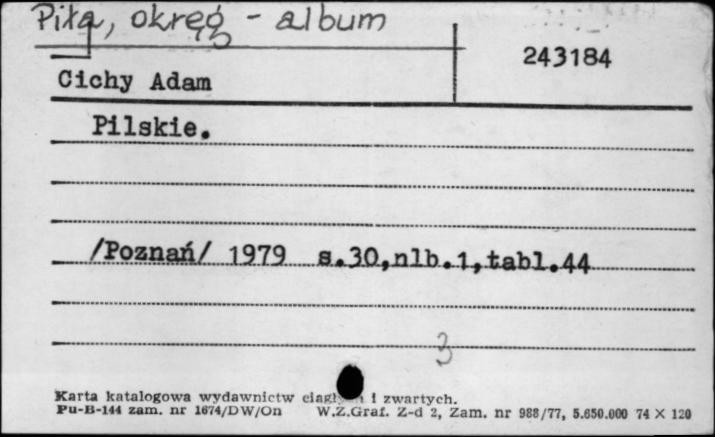 Piła, okręg - album
243184
Cichy Adam
Pilskie.
/Poznań/ 1979 s.30,nlb.1,tabl.44
3
Karta katalogowa wydawnictw i zwartych.
Pu-B-144 zam. nr 1674/DW/On W.Z.Graf. Z-d 2, Zam. nr 988/77, 5.650.000 74 X 120